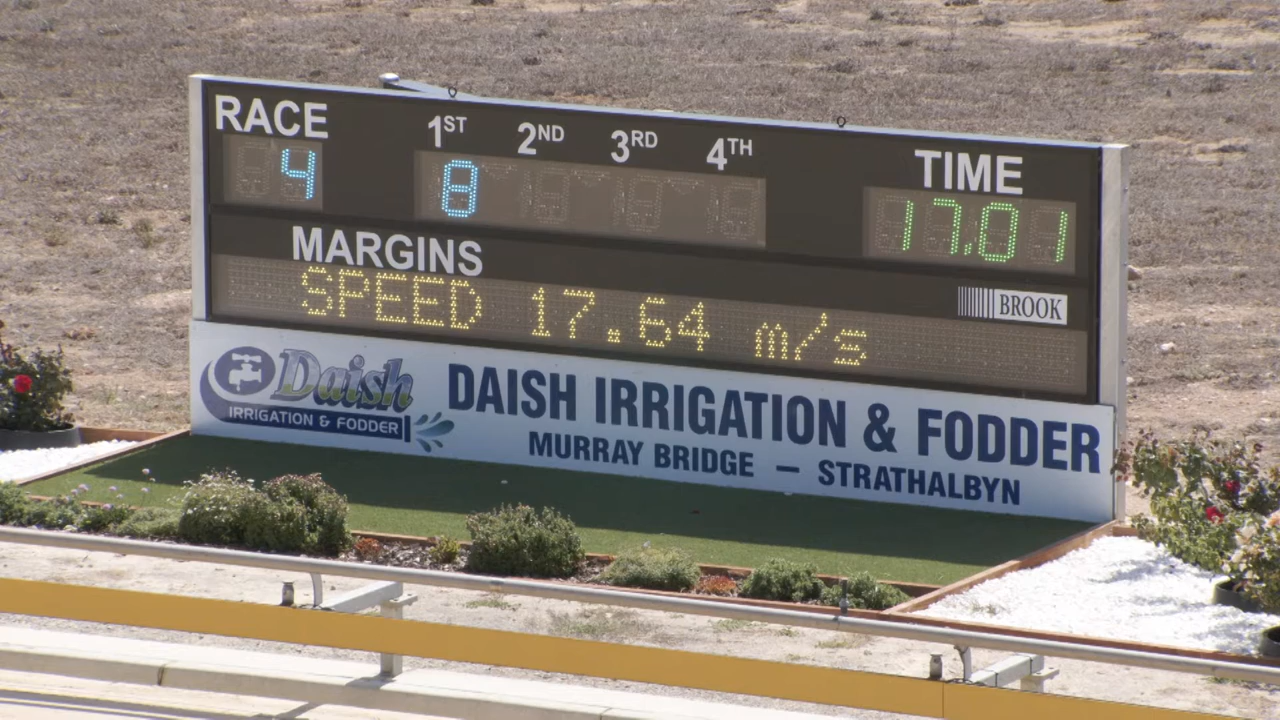 RACE 1ST 2ND 3RD 4TH TIME
4 8 17.01
MARGINS
SPEED 17.64 m/s
BROOK
Daish
IRRIGATION & FODDER
DAISH IRRIGATION & FODDER
MURRAY BRIDGE — STRATHALBYN